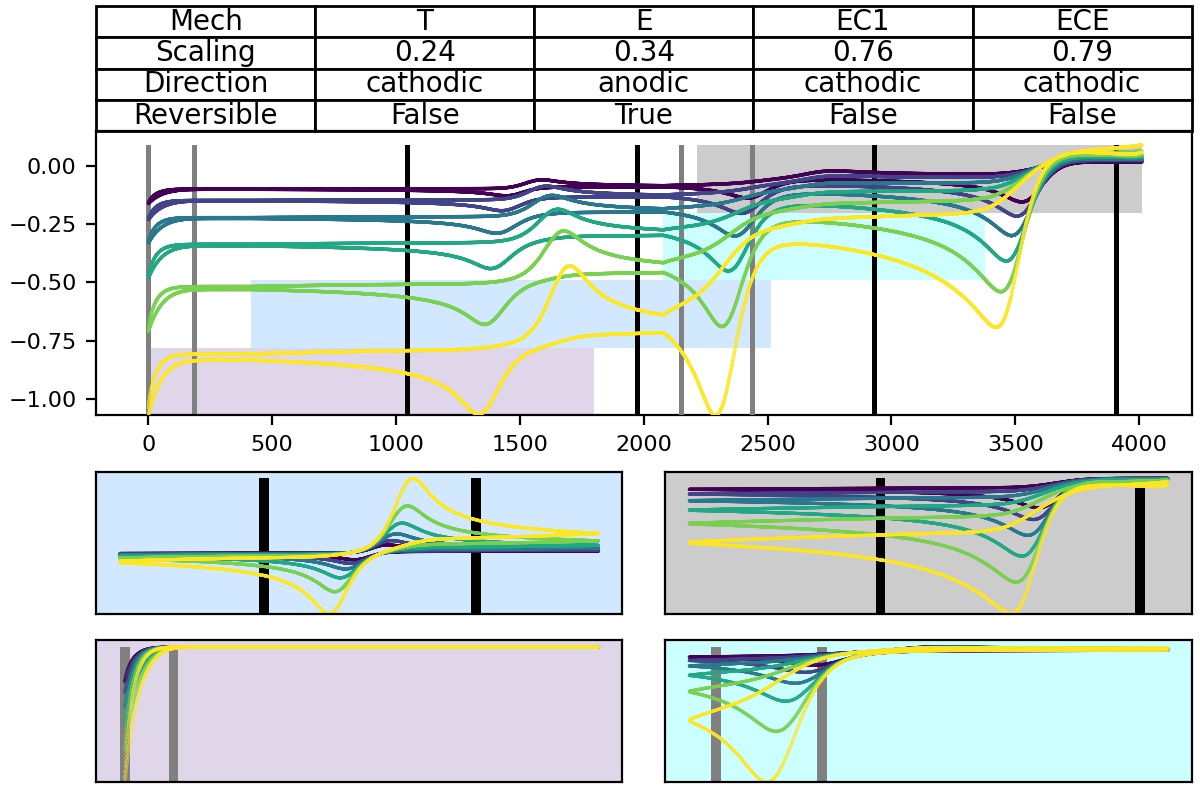 Mech T E EC1 ECE
Scaling 0.24 0.34 0.76 0.79
Direction cathodic anodic cathodic cathodic
Reversible False True False False
0.00
−0.25
−0.50
−0.75
−1.00
0 500 1000 1500 2000 2500 3000 3500 4000